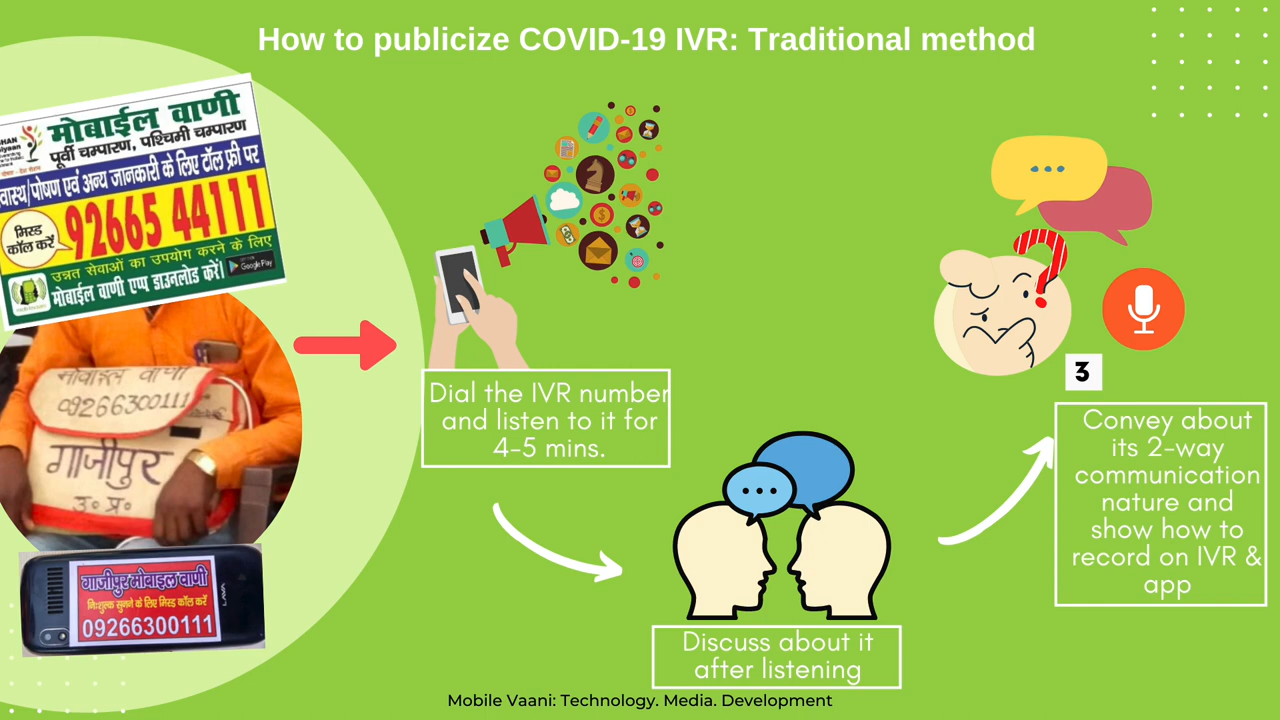 How to publicize COVID-19 IVR: Traditional method
मोबाईल वाणी
पूर्वी चम्पारण, पश्चिमी चम्पारण
स्वास्थ/पोषण एवं अन्य जानकारी के लिए टॉल फ्री पर
मिस्ड
कॉल करें
92665 44111
उन्नत सेवाओं का उपयोग करने के लिए
मोबाईल वाणी एप्प डाउनलोड करें।
Google Play
मोबाइल वाणी
09266300111
गाजीपुर
उ० प्र०
गाजीपुर मोबाइल वाणी
निःशुल्क सुनने के लिए मिस्ड कॉल करें
09266300111
LAVA
Dial the IVR number
and listen to it for
4-5 mins.
Discuss about it
after listening
3
Convey about
its 2-way
communication
nature and
show how to
record on IVR &
app
Mobile Vaani: Technology. Media. Development